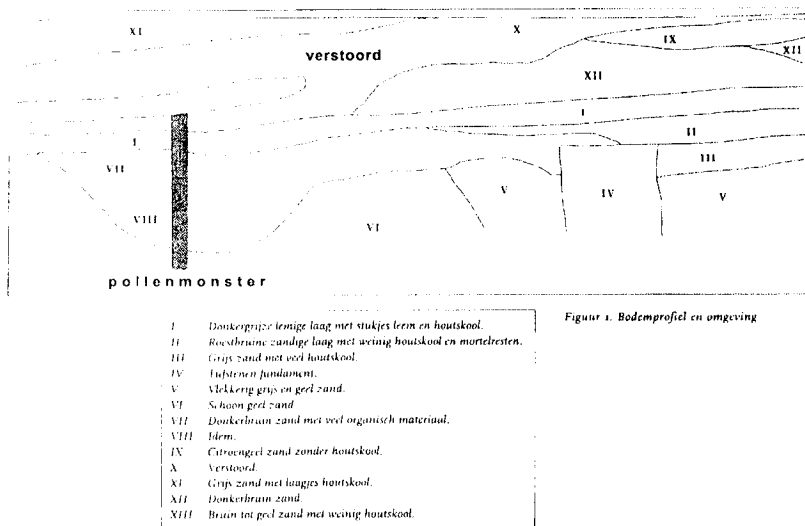 XI
X
IX
verstoord
XII
XII
I
I
II
VII
III
V
IV
V
VIII
VI
pollenmonster
Figuur 1. Bodemprofiel en omgeving
I Donkergrijze lemige laag met stukjes leem en houtskool.
II Roestbruine zandige laag met weinig houtskool en mortelresten.
III Grijs zand met veel houtskool.
IV Tufstenen fundament.
V Vlekkerig grijs en geel zand.
VI Schoon geel zand
VII Donkerbruin zand met veel organisch materiaal.
VIII Idem.
IX Citroengeel zand zonder houtskool.
X Verstoord.
XI Grijs zand met laagjes houtskool.
XII Donkerbruin zand.
XIII Bruin tot geel zand met weinig houtskool.